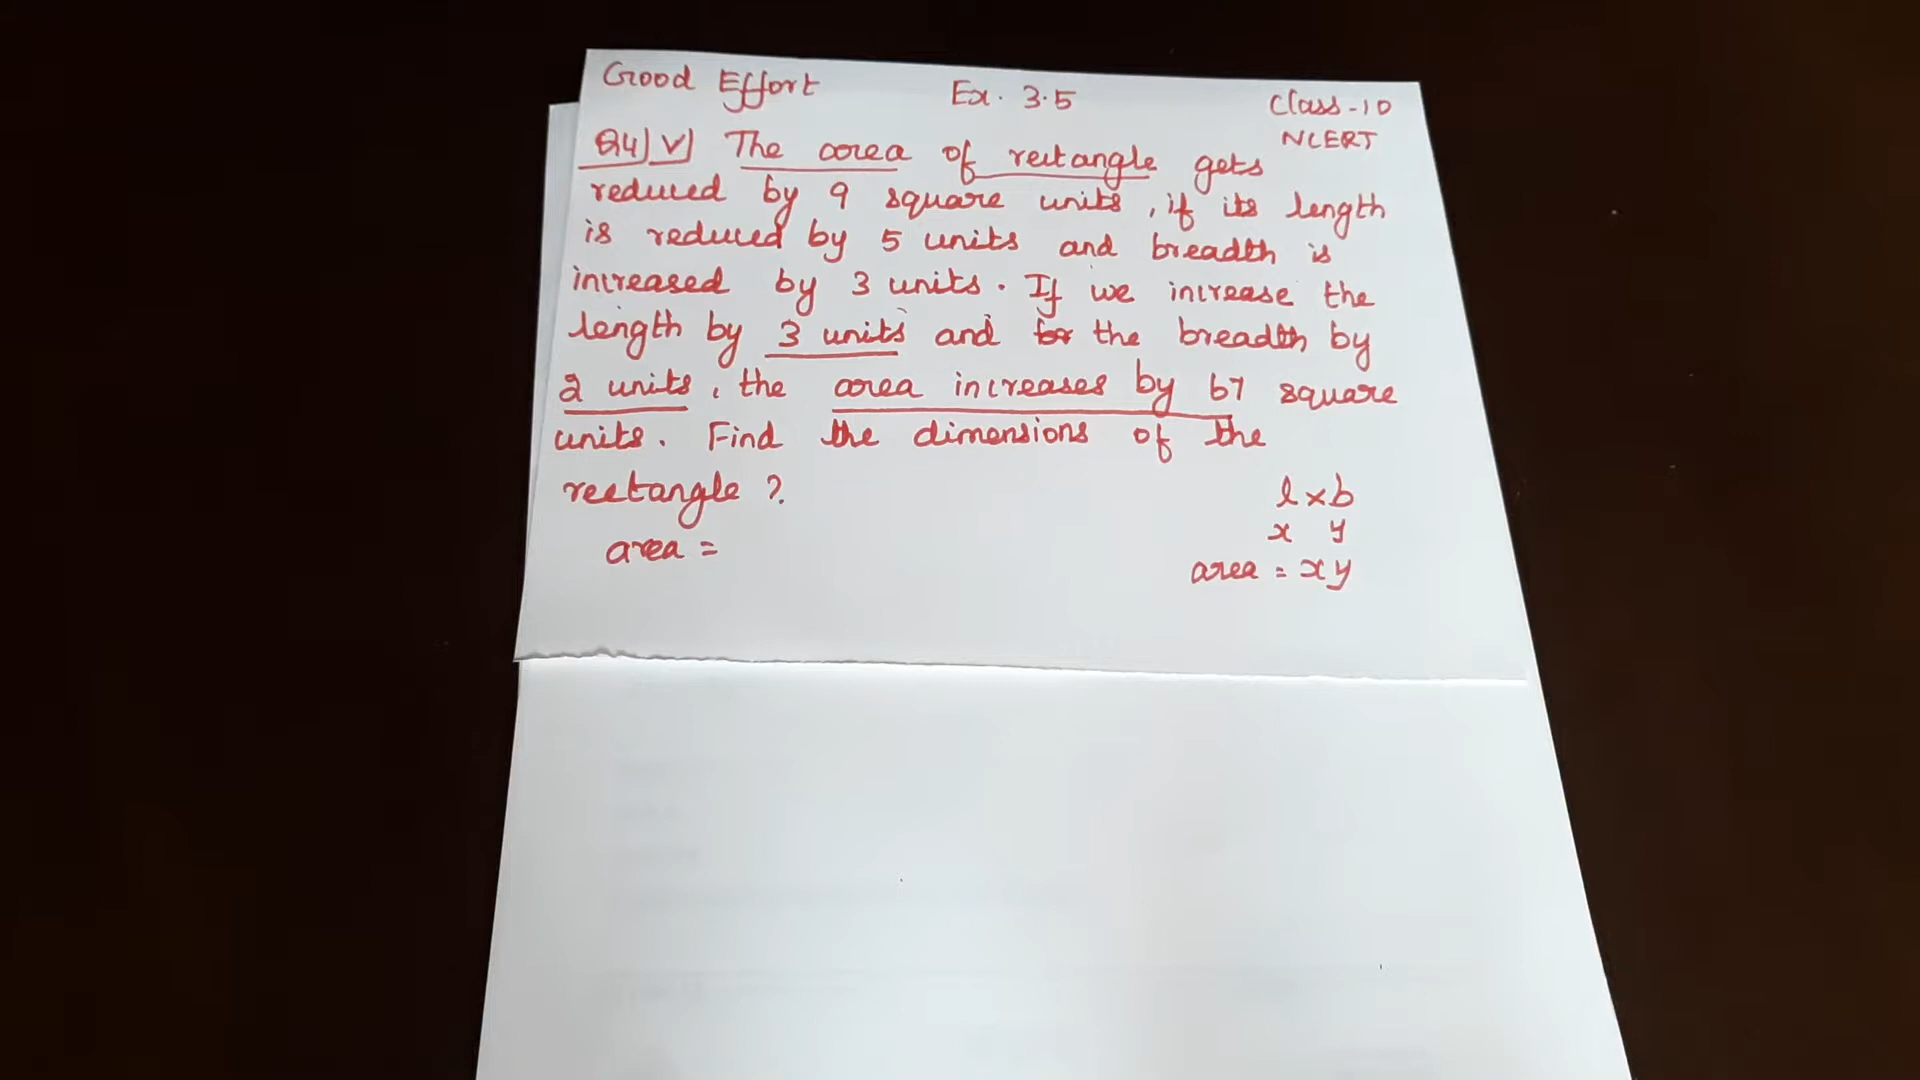 Good Effort Ex. 3.5 Class-10
NCERT
Q4) V) The area of rectangle gets
reduced by 9 square units, if its length
is reduced by 5 units and breadth is
increased by 3 units. If we increase the
length by 3 units and the breadth by
2 units, the area increases by 67 square
units. Find the dimensions of the
rectangle?
l x b
x y
area =
area = xy